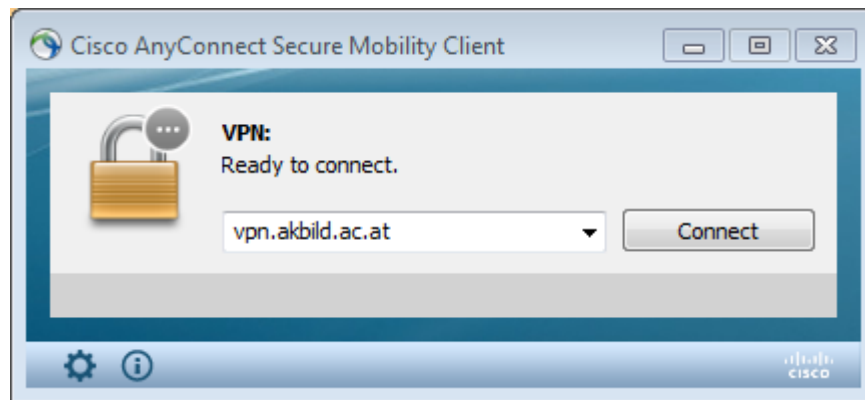 Cisco AnyConnect Secure Mobility Client
VPN:
Ready to connect.
vpn.akbild.ac.at
Connect
CISCO